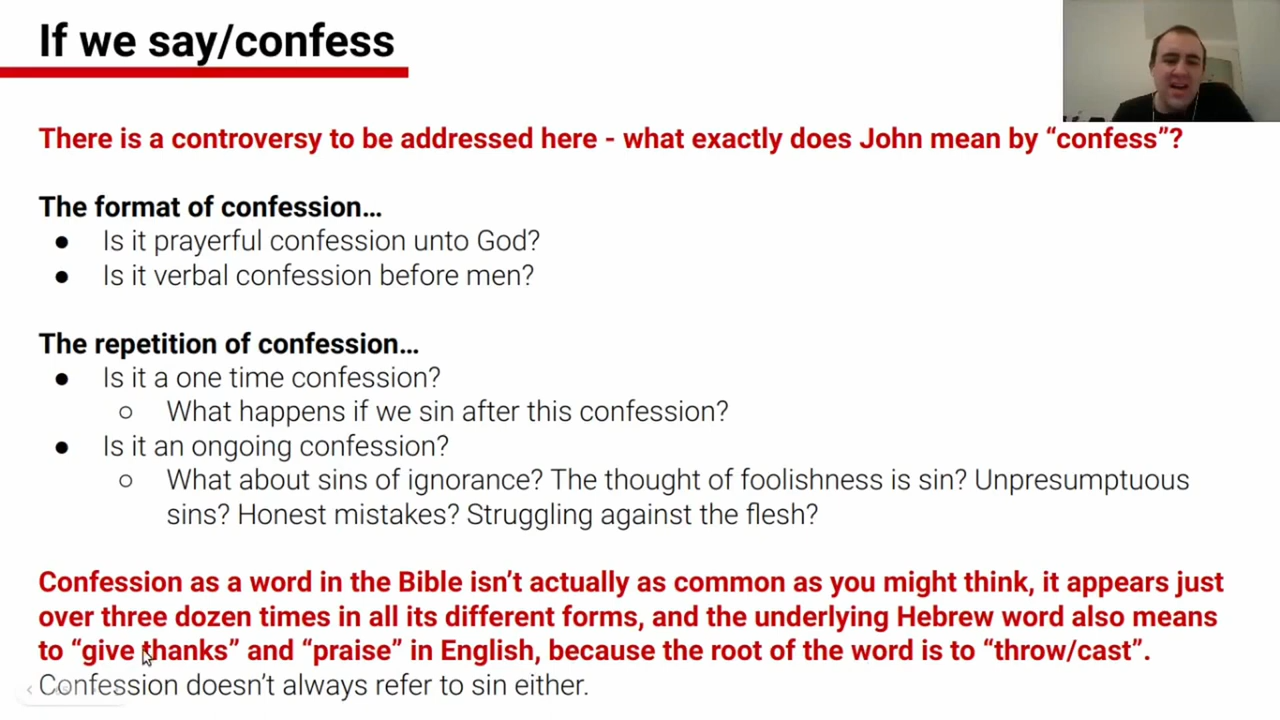 If we say/confess
There is a controversy to be addressed here - what exactly does John mean by “confess”?
The format of confession…
● Is it prayerful confession unto God?
● Is it verbal confession before men?
The repetition of confession…
● Is it a one time confession?
○ What happens if we sin after this confession?
● Is it an ongoing confession?
○ What about sins of ignorance? The thought of foolishness is sin? Unpresumptuous
sins? Honest mistakes? Struggling against the flesh?
Confession as a word in the Bible isn’t actually as common as you might think, it appears just
over three dozen times in all its different forms, and the underlying Hebrew word also means
to “give thanks” and “praise” in English, because the root of the word is to “throw/cast”.
Confession doesn’t always refer to sin either.